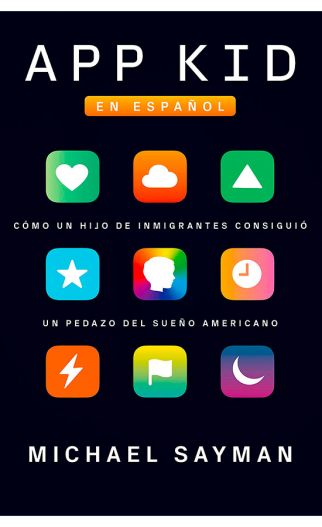 APP KID
EN ESPAÑOL
CÓMO UN HIJO DE INMIGRANTES CONSIGUIÓ
UN PEDAZO DEL SUEÑO AMERICANO
MICHAEL SAYMAN